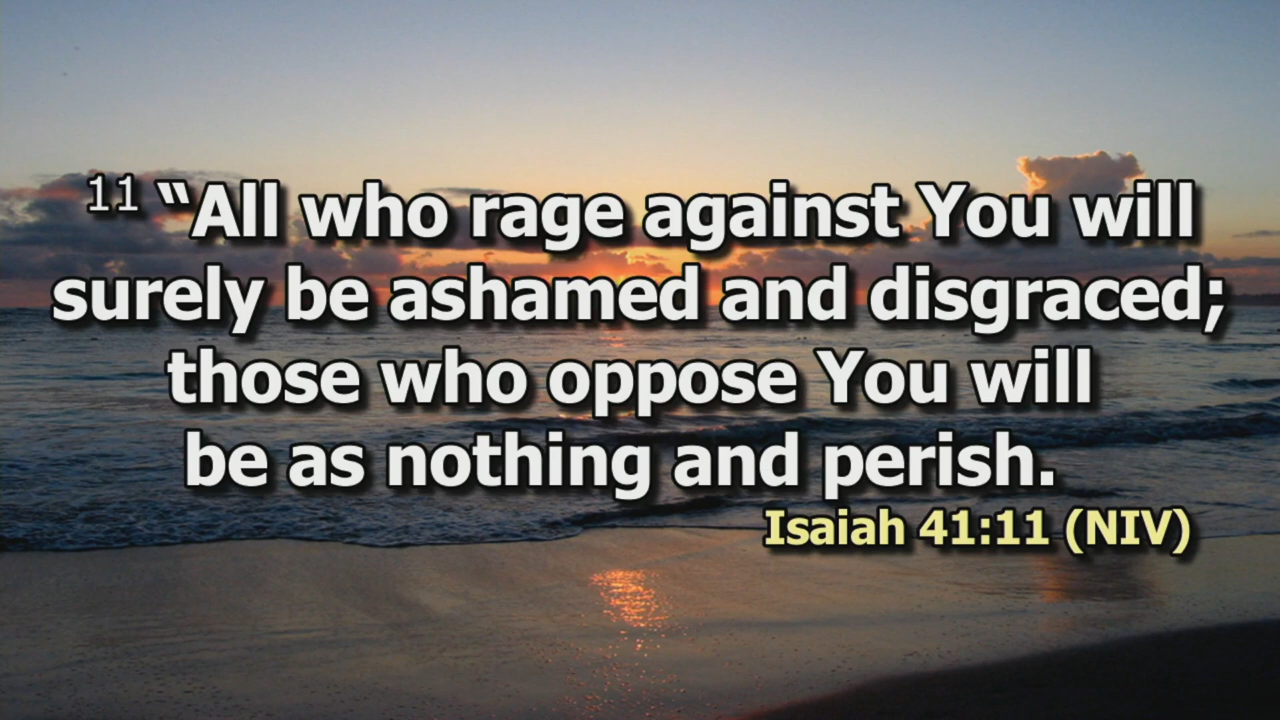 11 “All who rage against You will
surely be ashamed and disgraced;
those who oppose You will
be as nothing and perish.
Isaiah 41:11 (NIV)